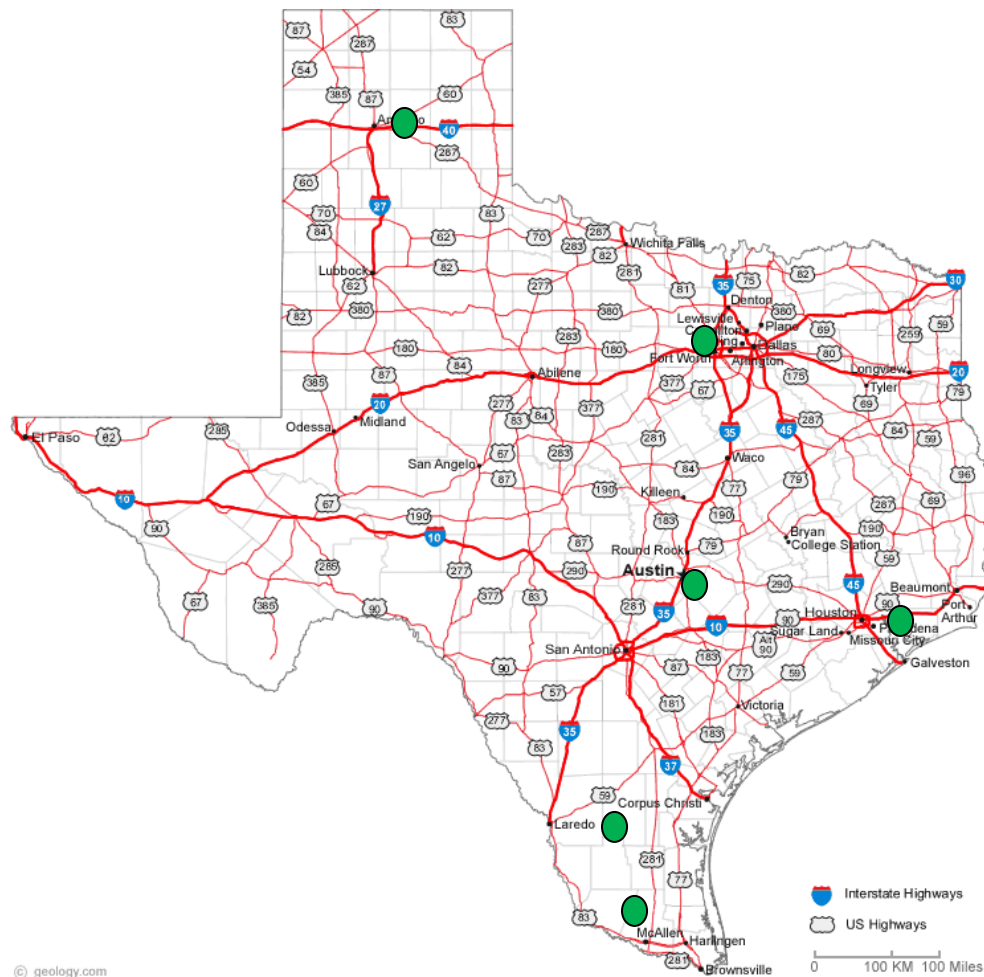 83
87
287
54
385
87
60
40
287
60
27
70
84
83
62
70
287
283
Wichita Falls
82
281
Lubbock
82
62
277
81
35
75
82
30
Denton
380
82
380
380
Lewisville
Plano
69
259
59
283
180
180
Dallas
Fort Worth
Arlington
80
84
87
Abilene
377
67
175
Longview
20
Tyler
79
385
20
277
69
Midland
83
84
377
287
Odessa
35
45
84
El Paso
62
285
281
59
67
283
San Angelo
84
Waco
87
96
10
190
Killeen
77
79
287
69
67
190
183
190
190
90
10
87
Bryan
College Station
Round Rock
79
59
285
277
290
Austin
290
45
Beaumont
67
385
90
377
83
281
35
10
90
Houston
90
Port
Arthur
Sugar Land
Missouri City
Alt
90
San Antonio
183
90
87
77
59
Galveston
57
181
Victoria
277
35
183
83
37
59
Corpus Christi
Laredo
281
77
83
McAllen
Harlingen
281
Brownsville
Interstate Highways
US Highways
0
100 KM
100 Miles
(c) geology.com